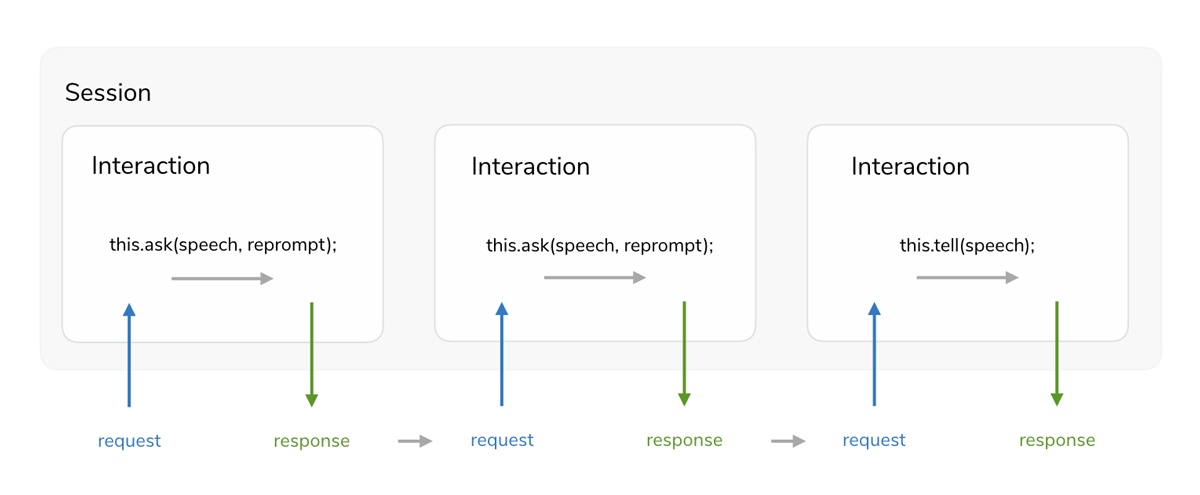 Session
Interaction
this.ask(speech, reprompt);
Interaction
this.ask(speech, reprompt);
Interaction
this.tell(speech);
request
response
request
response
request
response